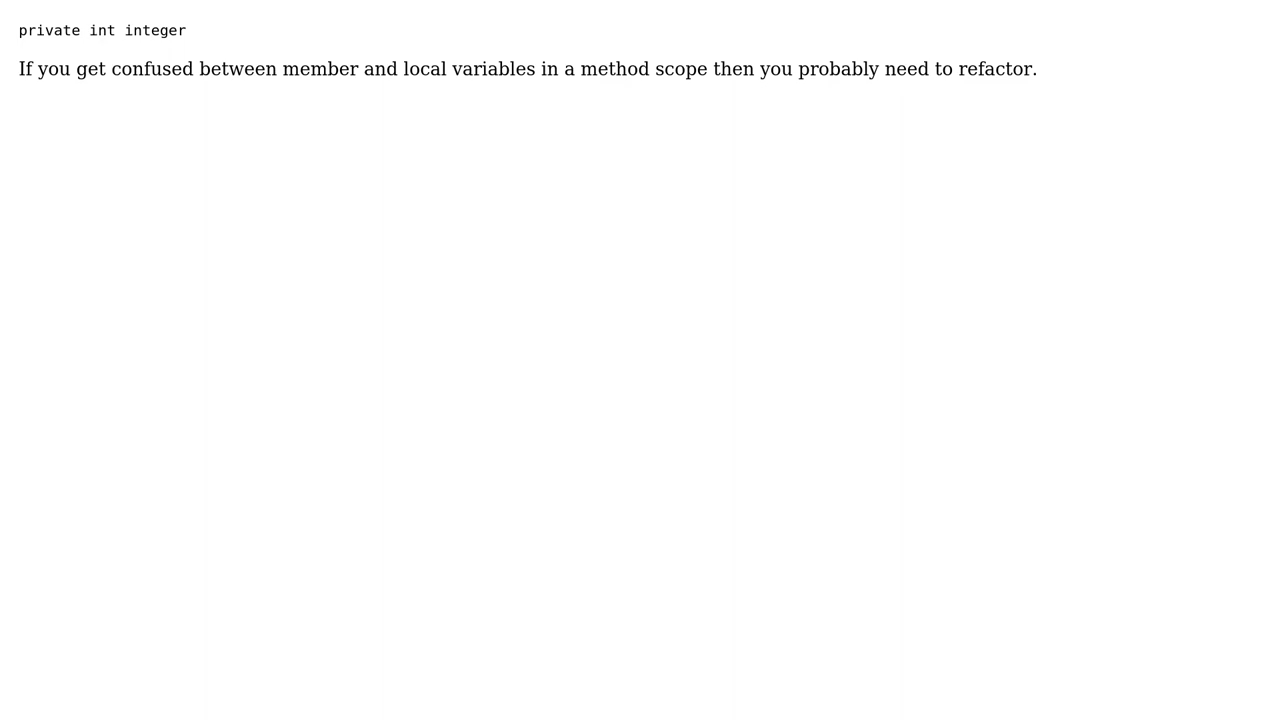 private int integer
If you get confused between member and local variables in a method scope then you probably need to refactor.